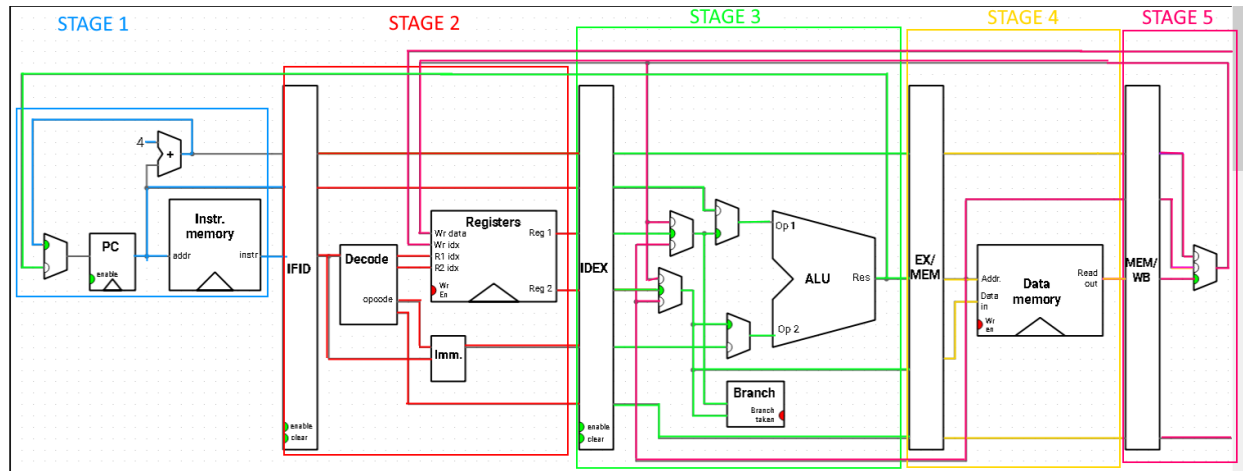 STAGE 1
STAGE 2
STAGE 3
STAGE 4
STAGE 5
4
+
PC
enable
Instr.
memory
addr
instr
IFID
enable
clear
Decode
opcode
Registers
Wr data
Wr idx
R1 idx
R2 idx
Wr
En
Reg 1
Reg 2
Imm.
IDEX
enable
clear
Op 1
Op 2
ALU
Res
Branch
Branch
taken
EX/
MEM
Addr.
Data
in
Wr
en
Data
memory
Read
out
MEM/
WB